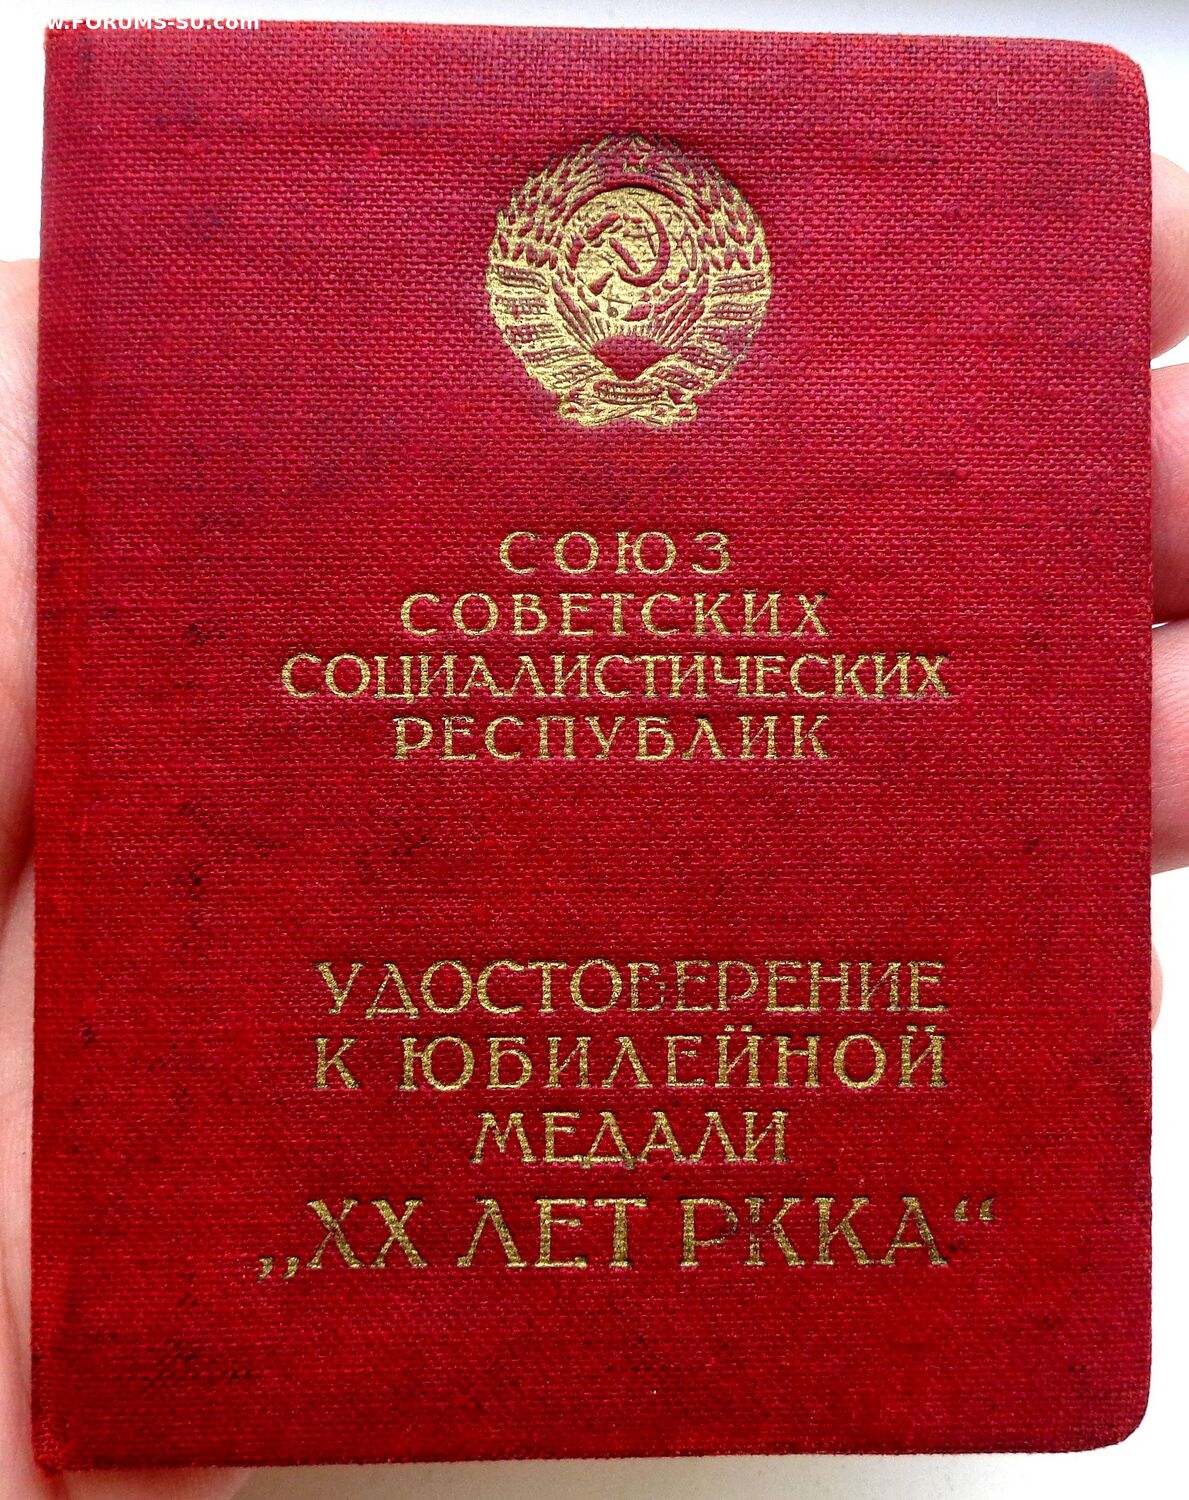 w.FORUMS-SU.com
СОЮЗ
СОВЕТСКИХ
СОЦИАЛИСТИЧЕСКИХ
РЕСПУБЛИК
УДОСТОВЕРЕНИЕ
К ЮБИЛЕЙНОЙ
МЕДАЛИ
„XX ЛЕТ РККА“